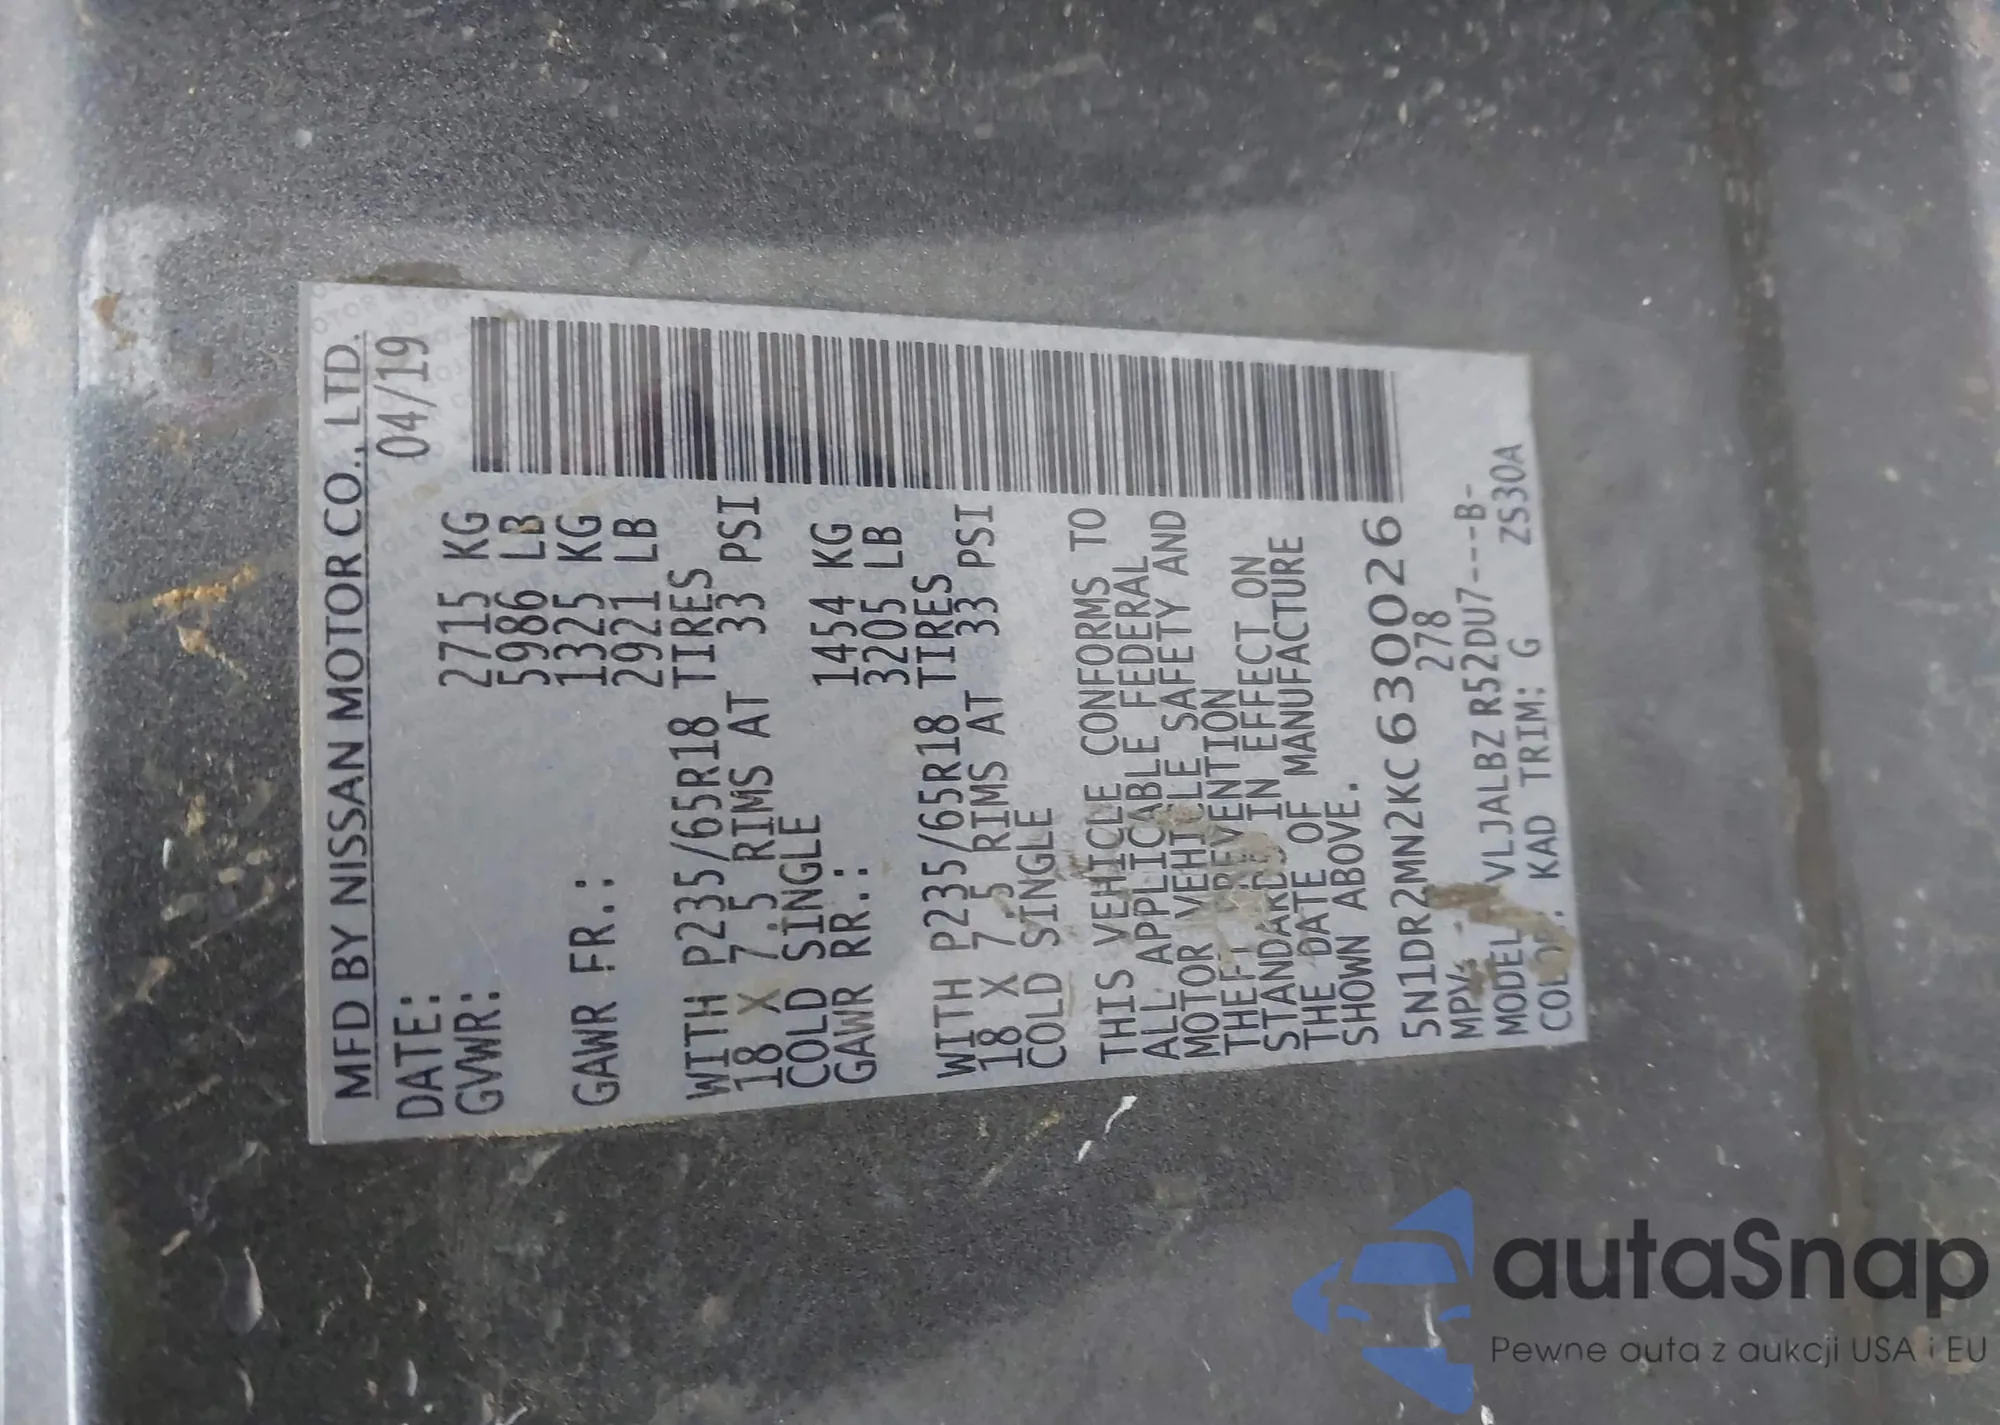 MFD BY NISSAN MOTOR CO., LTD.
DATE: 04/19
GVWR: 2715 KG
5986 LB
GAWR FR.: 1325 KG
2921 LB
WITH P235/65R18 TIRES
18 X 7.5 RIMS AT 33 PSI
COLD SINGLE
GAWR RR.: 1454 KG
3205 LB
WITH P235/65R18 TIRES
18 X 7.5 RIMS AT 33 PSI
COLD SINGLE
THIS VEHICLE CONFORMS TO
ALL APPLICABLE FEDERAL
MOTOR VEHICLE SAFETY AND
THEFT PREVENTION
STANDARDS IN EFFECT ON
THE DATE OF MANUFACTURE
SHOWN ABOVE.
5N1DR2MN2KC630026
MPV 278
MODEL VLJALBZ R52DU7---B-
COLOR: KAD TRIM: G ZS30A
autaSnap
Pewne auta z aukcji USA i EU